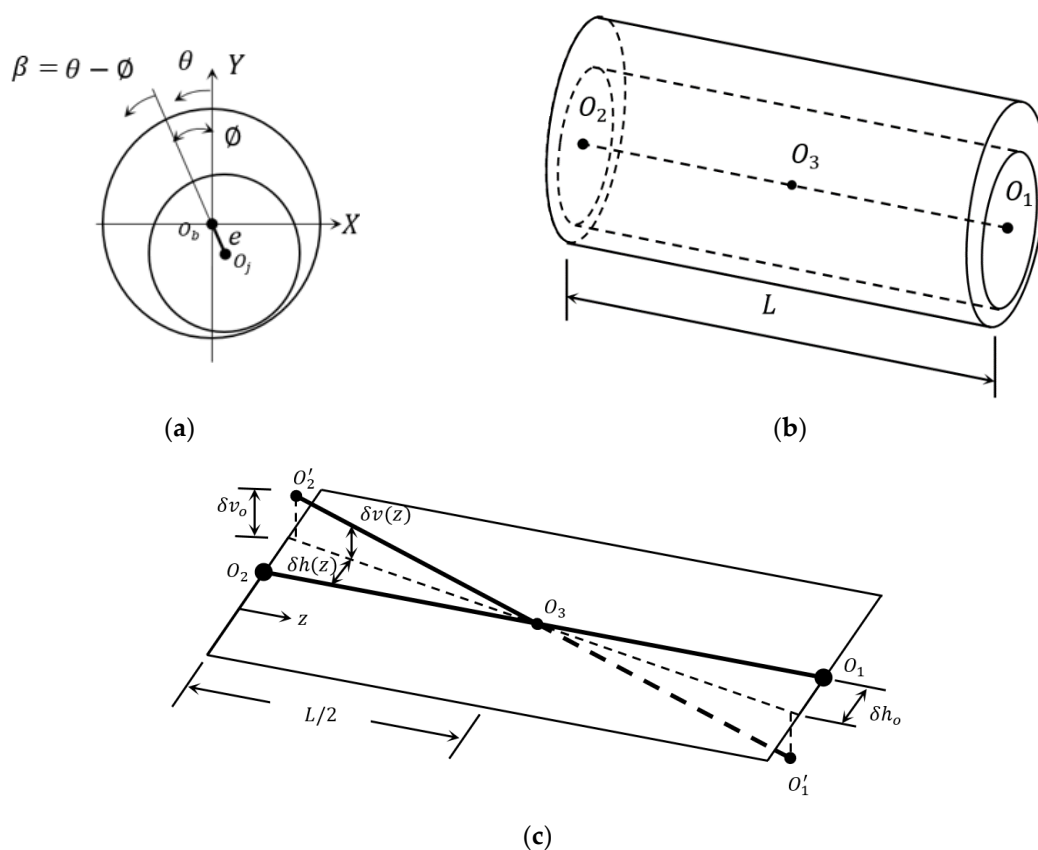 β = θ − ∅
θ
Y
∅
O_b
X
e
O_j
(a)
O_2
O_3
O_1
L
(b)
O'_2
δv_o
δv(z)
δh(z)
O_2
z
O_3
O_1
L/2
δh_o
O'_1
(c)